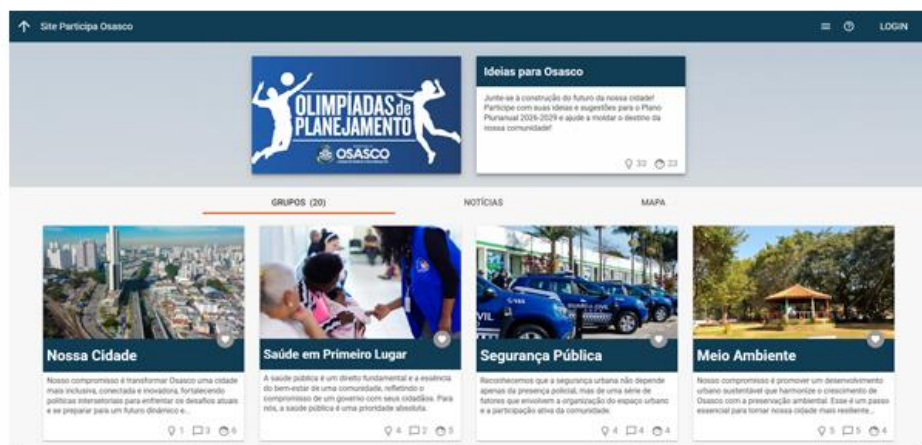 Site Participa Osasco
LOGIN
OLIMPÍADAS de
PLANEJAMENTO
OSASCO
Ideias para Osasco
Junte-se à construção do futuro da nossa cidade!
Participe com suas ideias e sugestões para o Plano
Plurianual 2026-2029 e ajude a moldar o destino da
nossa comunidade!
33 33
GRUPOS (20)
NOTÍCIAS
MAPA
GUARDA CIVIL
VIL
Nossa Cidade
Nosso compromisso é transformar Osasco uma cidade
mais inclusiva, conectada e inovadora, fortalecendo
políticas intersetoriais para enfrentar os desafios atuais
e se preparar para um futuro dinâmico e...
1 3 6
Saúde em Primeiro Lugar
A saúde pública é um direito fundamental e a essência
do bem-estar de uma comunidade, refletindo o
compromisso de um governo com seus cidadãos. Para
nós, a saúde pública é uma prioridade absoluta.
4 2 5
Segurança Pública
Reconhecemos que a segurança urbana não depende
apenas da presença policial, mas de uma série de
fatores que envolvem a organização do espaço urbano
e a participação ativa da comunidade.
4 4 4
Meio Ambiente
Nosso compromisso é promover um desenvolvimento
urbano sustentável que harmonize o crescimento de
Osasco com a preservação ambiental. Esse é um passo
essencial para tornar nossa cidade mais resiliente...
5 5 4